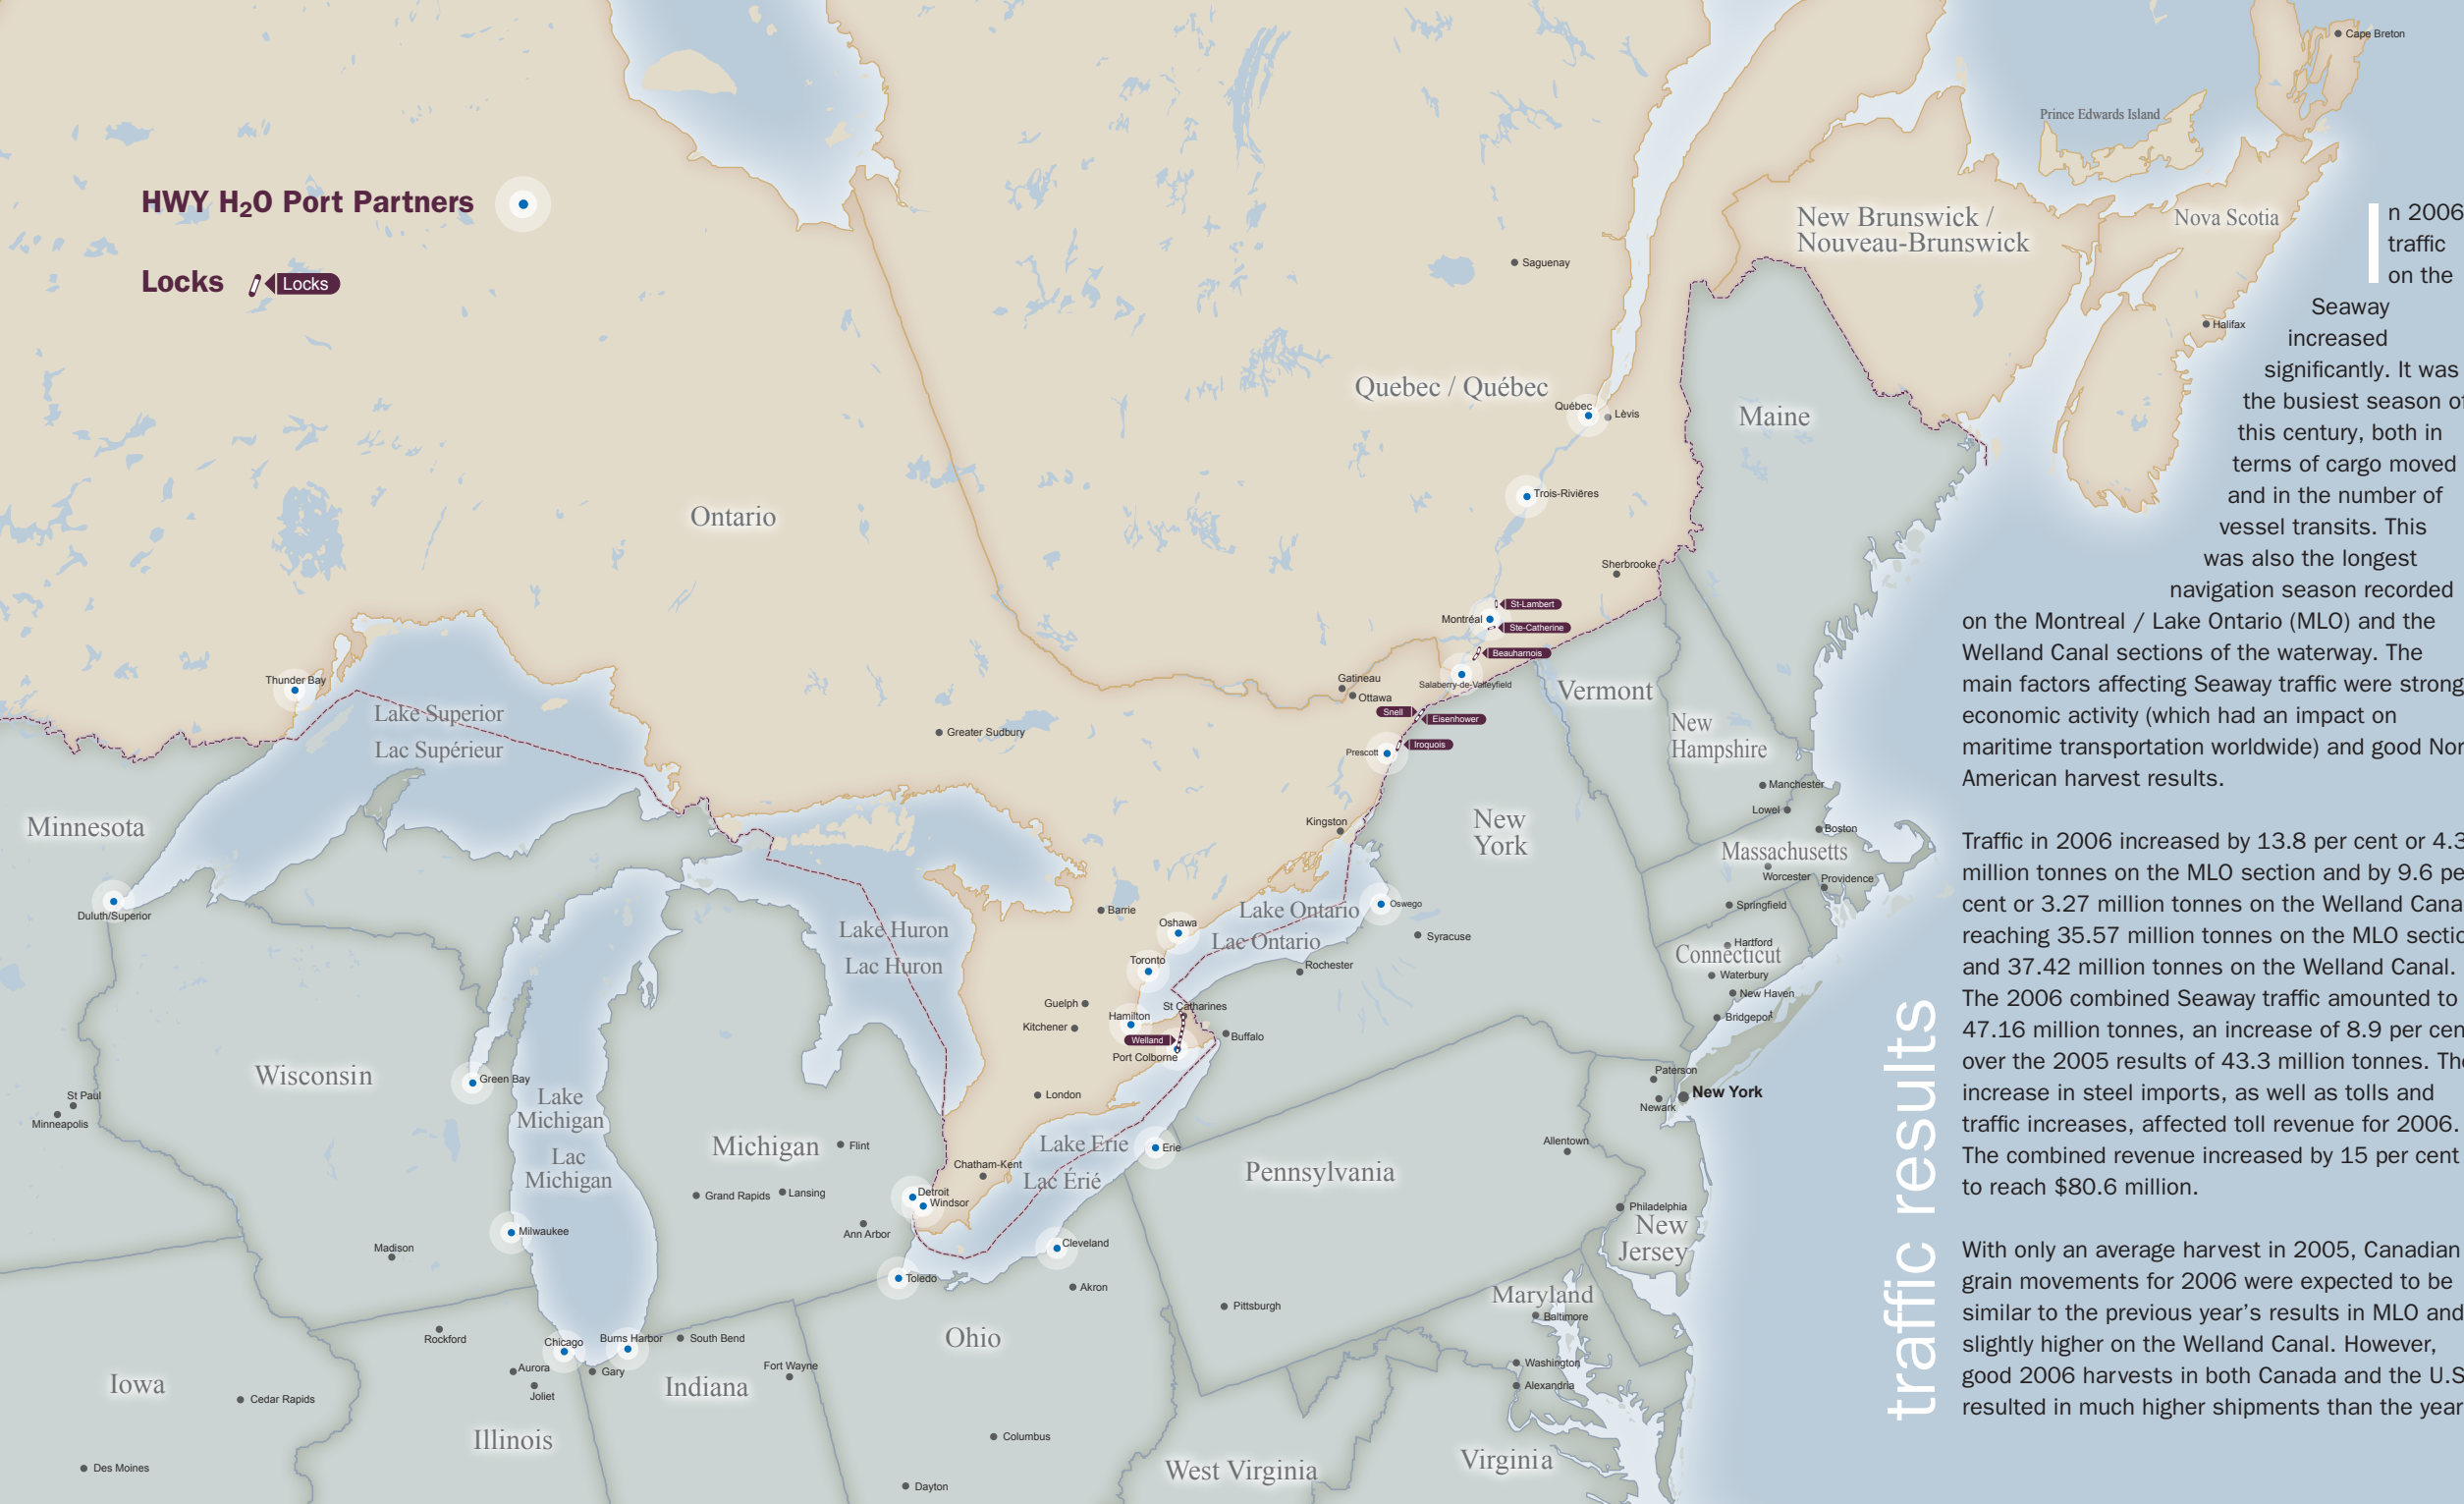 HWY H₂O Port Partners
Locks
Locks
Cape Breton
Prince Edwards Island
New Brunswick /
Nouveau-Brunswick
Nova Scotia
Halifax
Saguenay
Quebec / Québec
Québec
Lèvis
Maine
Trois-Rivières
Ontario
Sherbrooke
St-Lambert
Montréal
Ste-Catherine
Beauharnois
Salaberry-de-Valleyfield
Gatineau
Ottawa
Vermont
Snell
Eisenhower
New
Hampshire
Iroquois
Prescott
Thunder Bay
Lake Superior
Lac Supérieur
Greater Sudbury
Minnesota
Manchester
Lowel
Boston
Kingston
New
York
Massachusetts
Worcester
Providence
Springfield
Duluth/Superior
Barrie
Lake Ontario
Lac Ontario
Oswego
Syracuse
Oshawa
Toronto
Rochester
Lake Huron
Lac Huron
Hartford
Connecticut
Waterbury
New Haven
Bridgeport
Guelph
Kitchener
Hamilton
St Catharines
Welland
Port Colborne
Buffalo
Wisconsin
Green Bay
Lake
Michigan
Lac
Michigan
St Paul
Minneapolis
London
Paterson
Newark
New York
Michigan
Flint
Lake Erie
Lac Érié
Erie
Chatham-Kent
Pennsylvania
Allentown
Grand Rapids
Lansing
Detroit
Windsor
Ann Arbor
Philadelphia
New
Jersey
Milwaukee
Madison
Cleveland
Toledo
Akron
Pittsburgh
Maryland
Baltimore
Rockford
Chicago
Burns Harbor
South Bend
Ohio
Aurora
Joliet
Gary
Fort Wayne
Washington
Alexandria
Iowa
Cedar Rapids
Indiana
Illinois
Columbus
Des Moines
Dayton
West Virginia
Virginia
traffic results
In 2006
traffic
on the
Seaway
increased
significantly. It was
the busiest season of
this century, both in
terms of cargo moved
and in the number of
vessel transits. This
was also the longest
navigation season recorded
on the Montreal / Lake Ontario (MLO) and the
Welland Canal sections of the waterway. The
main factors affecting Seaway traffic were strong
economic activity (which had an impact on
maritime transportation worldwide) and good Nor
American harvest results.
Traffic in 2006 increased by 13.8 per cent or 4.3
million tonnes on the MLO section and by 9.6 pe
cent or 3.27 million tonnes on the Welland Cana
reaching 35.57 million tonnes on the MLO sectio
and 37.42 million tonnes on the Welland Canal.
The 2006 combined Seaway traffic amounted to
47.16 million tonnes, an increase of 8.9 per cen
over the 2005 results of 43.3 million tonnes. The
increase in steel imports, as well as tolls and
traffic increases, affected toll revenue for 2006.
The combined revenue increased by 15 per cent
to reach $80.6 million.
With only an average harvest in 2005, Canadian
grain movements for 2006 were expected to be
similar to the previous year's results in MLO and
slightly higher on the Welland Canal. However,
good 2006 harvests in both Canada and the U.S
resulted in much higher shipments than the year